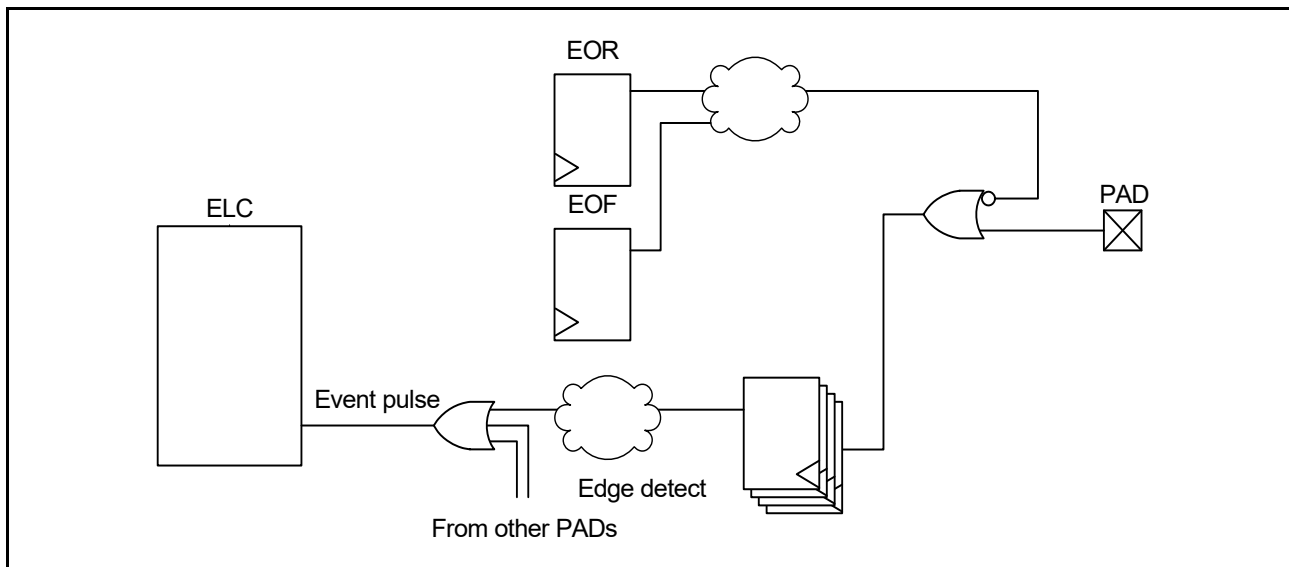 EOR
PAD
ELC
EOF
Event pulse
Edge detect
From other PADs